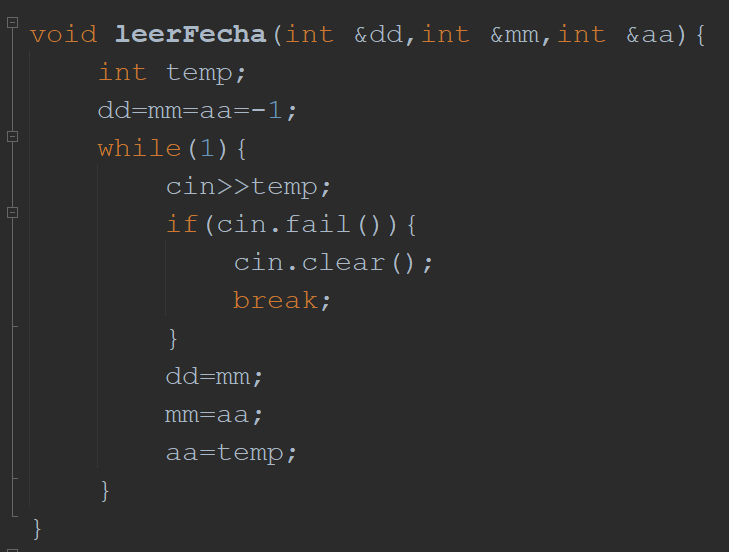 void leerFecha(int &dd,int &mm,int &aa){
    int temp;
    dd=mm=aa=-1;
    while(1){
        cin>>temp;
        if(cin.fail()){
            cin.clear();
            break;
        }
        dd=mm;
        mm=aa;
        aa=temp;
    }
}